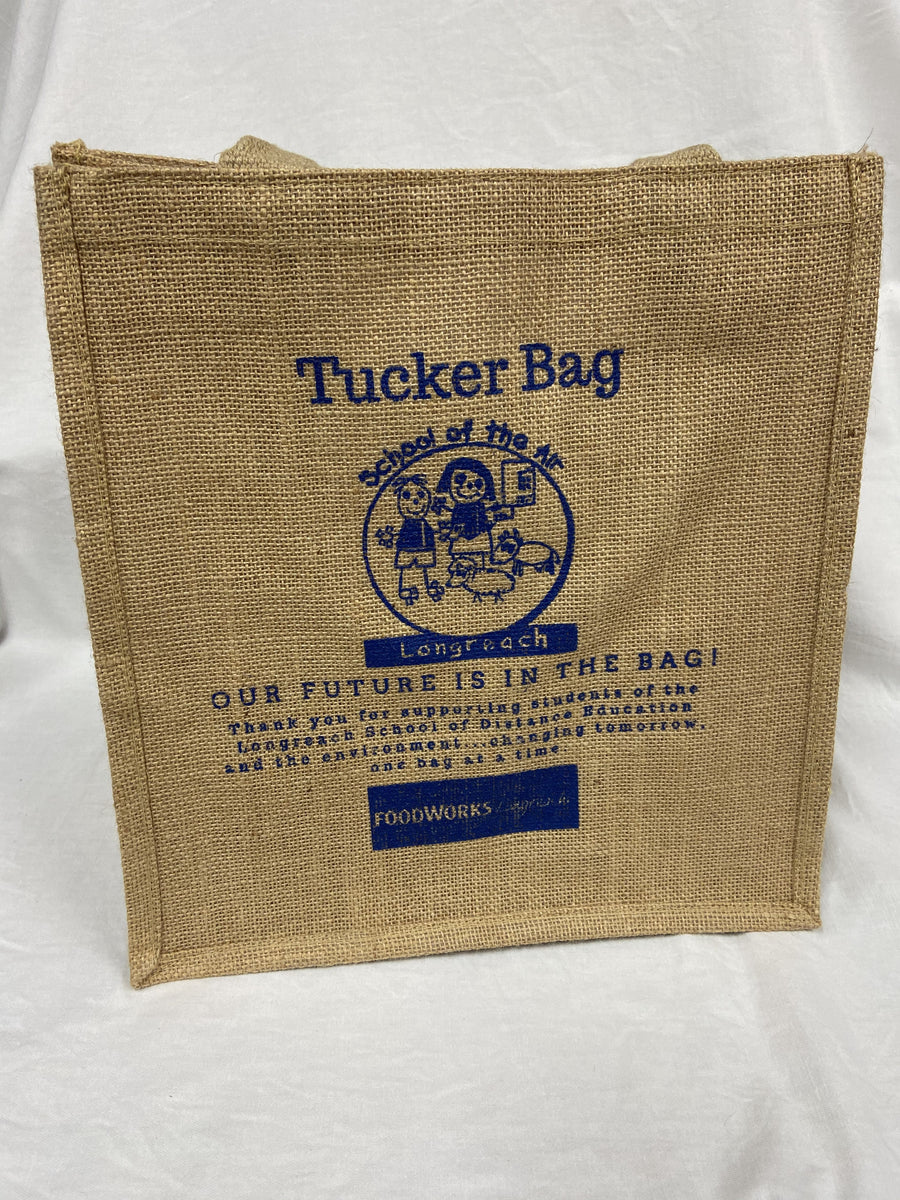 Tucker Bag
School of the Air
Longreach
OUR FUTURE IS IN THE BAG!
Thank you for supporting students of the
Longreach School of Distance Education
and the environment...changing tomorrow,
one bag at a time
FOODWORKS Longreach